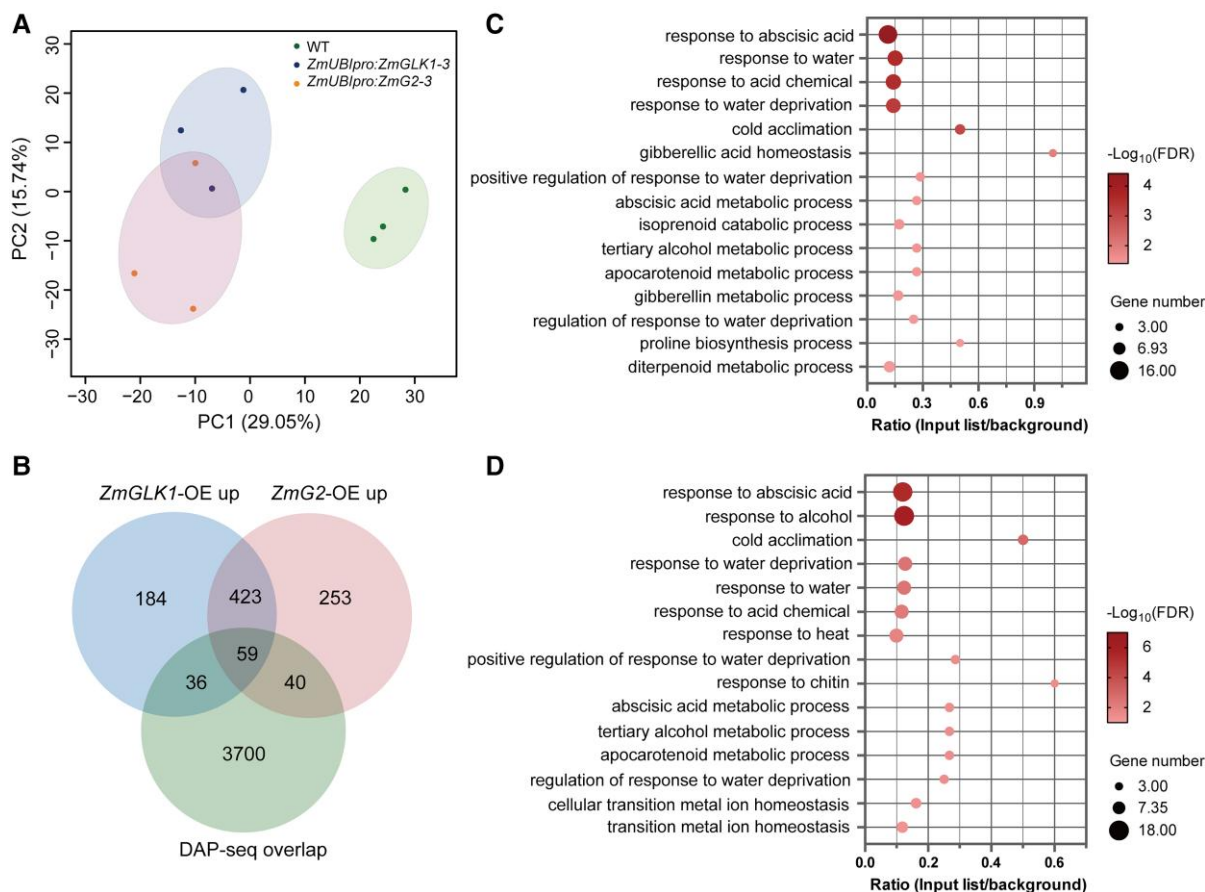 A
30
20
10
0
−10
−20
−30
PC2 (15.74%)
WT
ZmUBIpro:ZmGLK1-3
ZmUBIpro:ZmG2-3
−30 −20 −10 0 10 20 30
PC1 (29.05%)
B
ZmGLK1-OE up ZmG2-OE up
184 423 253
59
36 40
3700
DAP-seq overlap
C
response to abscisic acid
response to water
response to acid chemical
response to water deprivation
cold acclimation
gibberellic acid homeostasis
positive regulation of response to water deprivation
abscisic acid metabolic process
isoprenoid catabolic process
tertiary alcohol metabolic process
apocarotenoid metabolic process
gibberellin metabolic process
regulation of response to water deprivation
proline biosynthesis process
diterpenoid metabolic process
0.0 0.3 0.6 0.9
Ratio (Input list/background)
-Log10(FDR)
4
3
2
Gene number
3.00
6.93
16.00
D
response to abscisic acid
response to alcohol
cold acclimation
response to water deprivation
response to water
response to acid chemical
response to heat
positive regulation of response to water deprivation
response to chitin
abscisic acid metabolic process
tertiary alcohol metabolic process
apocarotenoid metabolic process
regulation of response to water deprivation
cellular transition metal ion homeostasis
transition metal ion homeostasis
0.0 0.2 0.4 0.6
Ratio (Input list/background)
-Log10(FDR)
6
4
2
Gene number
3.00
7.35
18.00